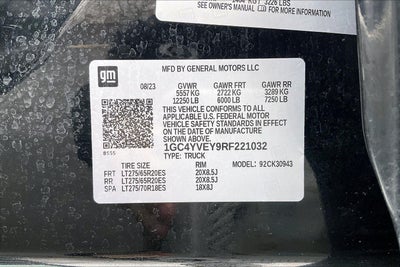 SEE OWNER'S MANUAL FOR MORE INFORMATION
gm
MFD BY GENERAL MOTORS LLC
08/23 GVWR GAWR FRT GAWR RR
5557 KG 2722 KG 3289 KG
12250 LB 6000 LB 7250 LB
THIS VEHICLE CONFORMS TO ALL
APPLICABLE U.S. FEDERAL MOTOR
VEHICLE SAFETY STANDARDS IN EFFECT
ON THE DATE OF MANUFACTURE SHOWN ABOVE.
1GC4YVEY9RF221032
TYPE: TRUCK
TIRE SIZE RIM MODEL: 92CK30943
FRT LT275/65R20ES 20X8.5J
RR LT275/65R20ES 20X8.5J
SPA LT275/70R18ES 18X8J